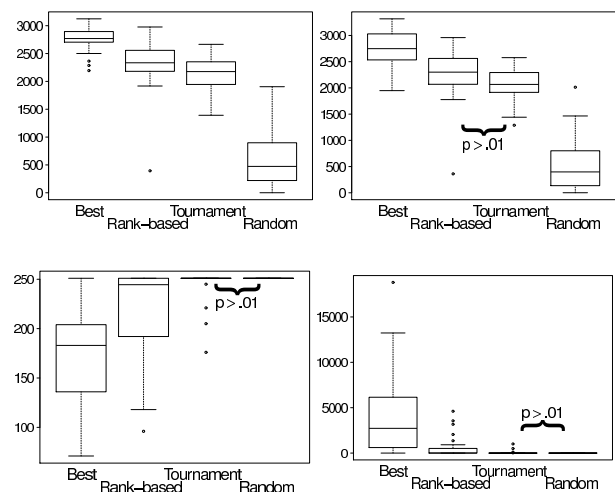 3000
2500
2000
1500
1000
500
0
Best Tournament
Rank-based Random
3000
2500
2000
1500
1000
500
0
p>.01
Best Tournament
Rank-based Random
250
200
150
100
p>.01
Best Tournament
Rank-based Random
15000
10000
5000
0
p>.01
Best Tournament
Rank-based Random